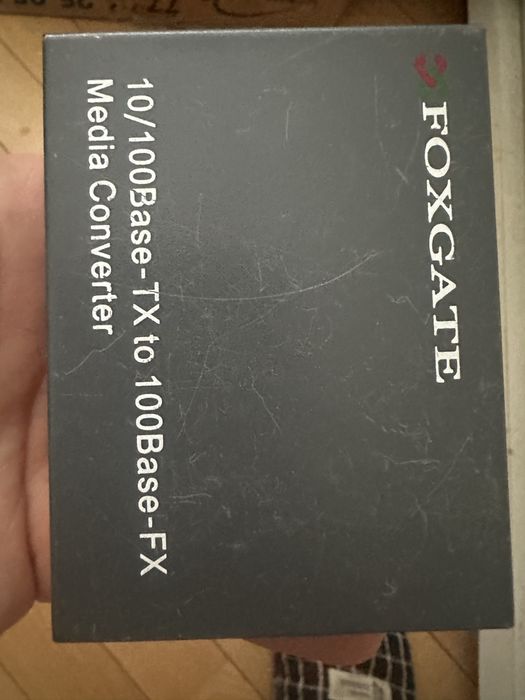 FOXGATE
10/100Base-TX to 100Base-FX
Media Converter